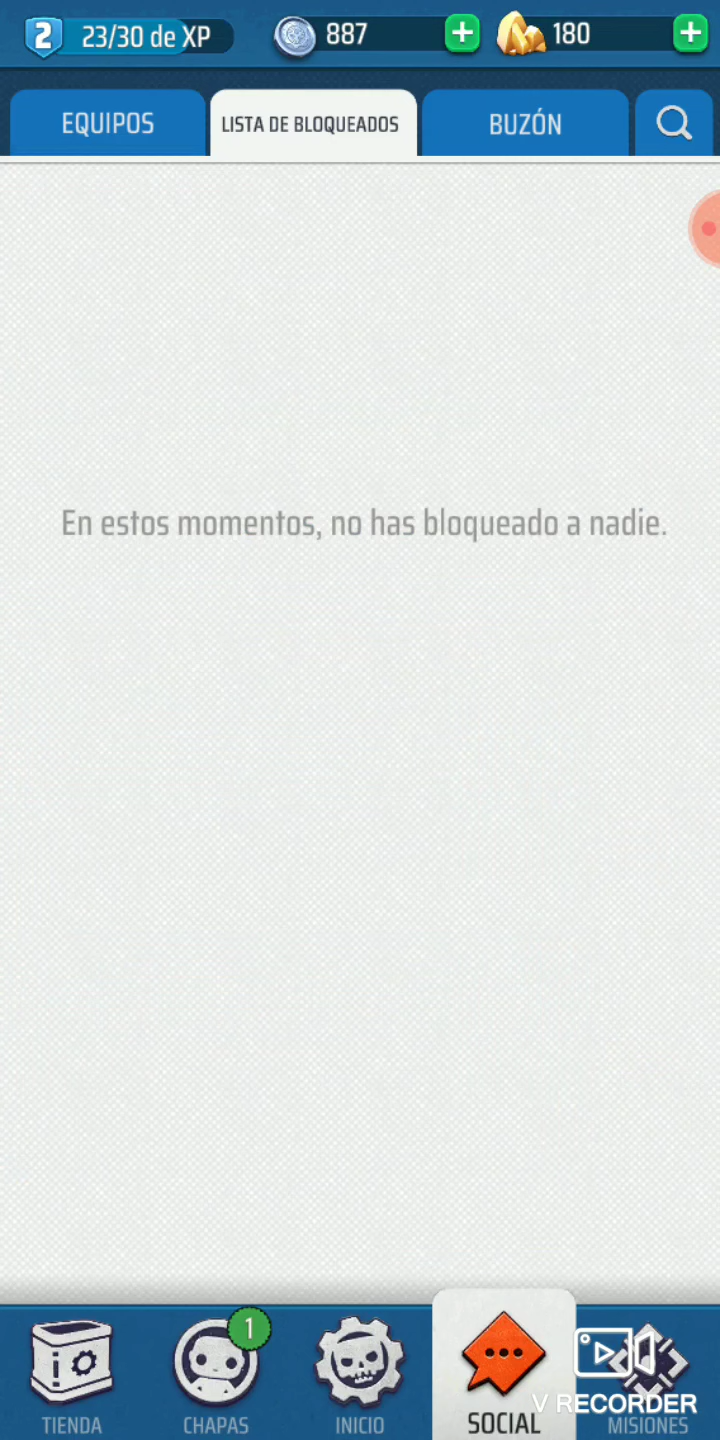 2 23/30 de XP 887 180
EQUIPOS LISTA DE BLOQUEADOS BUZÓN
En estos momentos, no has bloqueado a nadie.
1
V RECORDER
TIENDA CHAPAS INICIO SOCIAL MISIONES